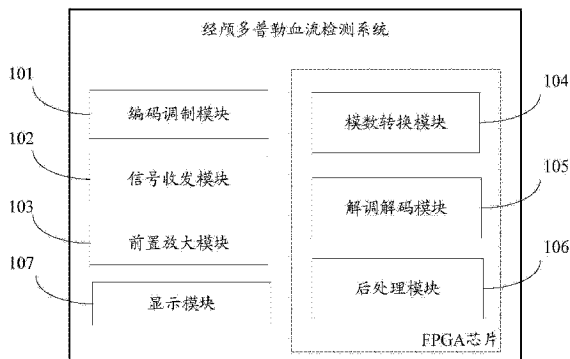 经颅多普勒血流检测系统
101
编码调制模块
102
信号收发模块
103
前置放大模块
107
显示模块
104
模数转换模块
105
解调解码模块
106
后处理模块
FPGA芯片